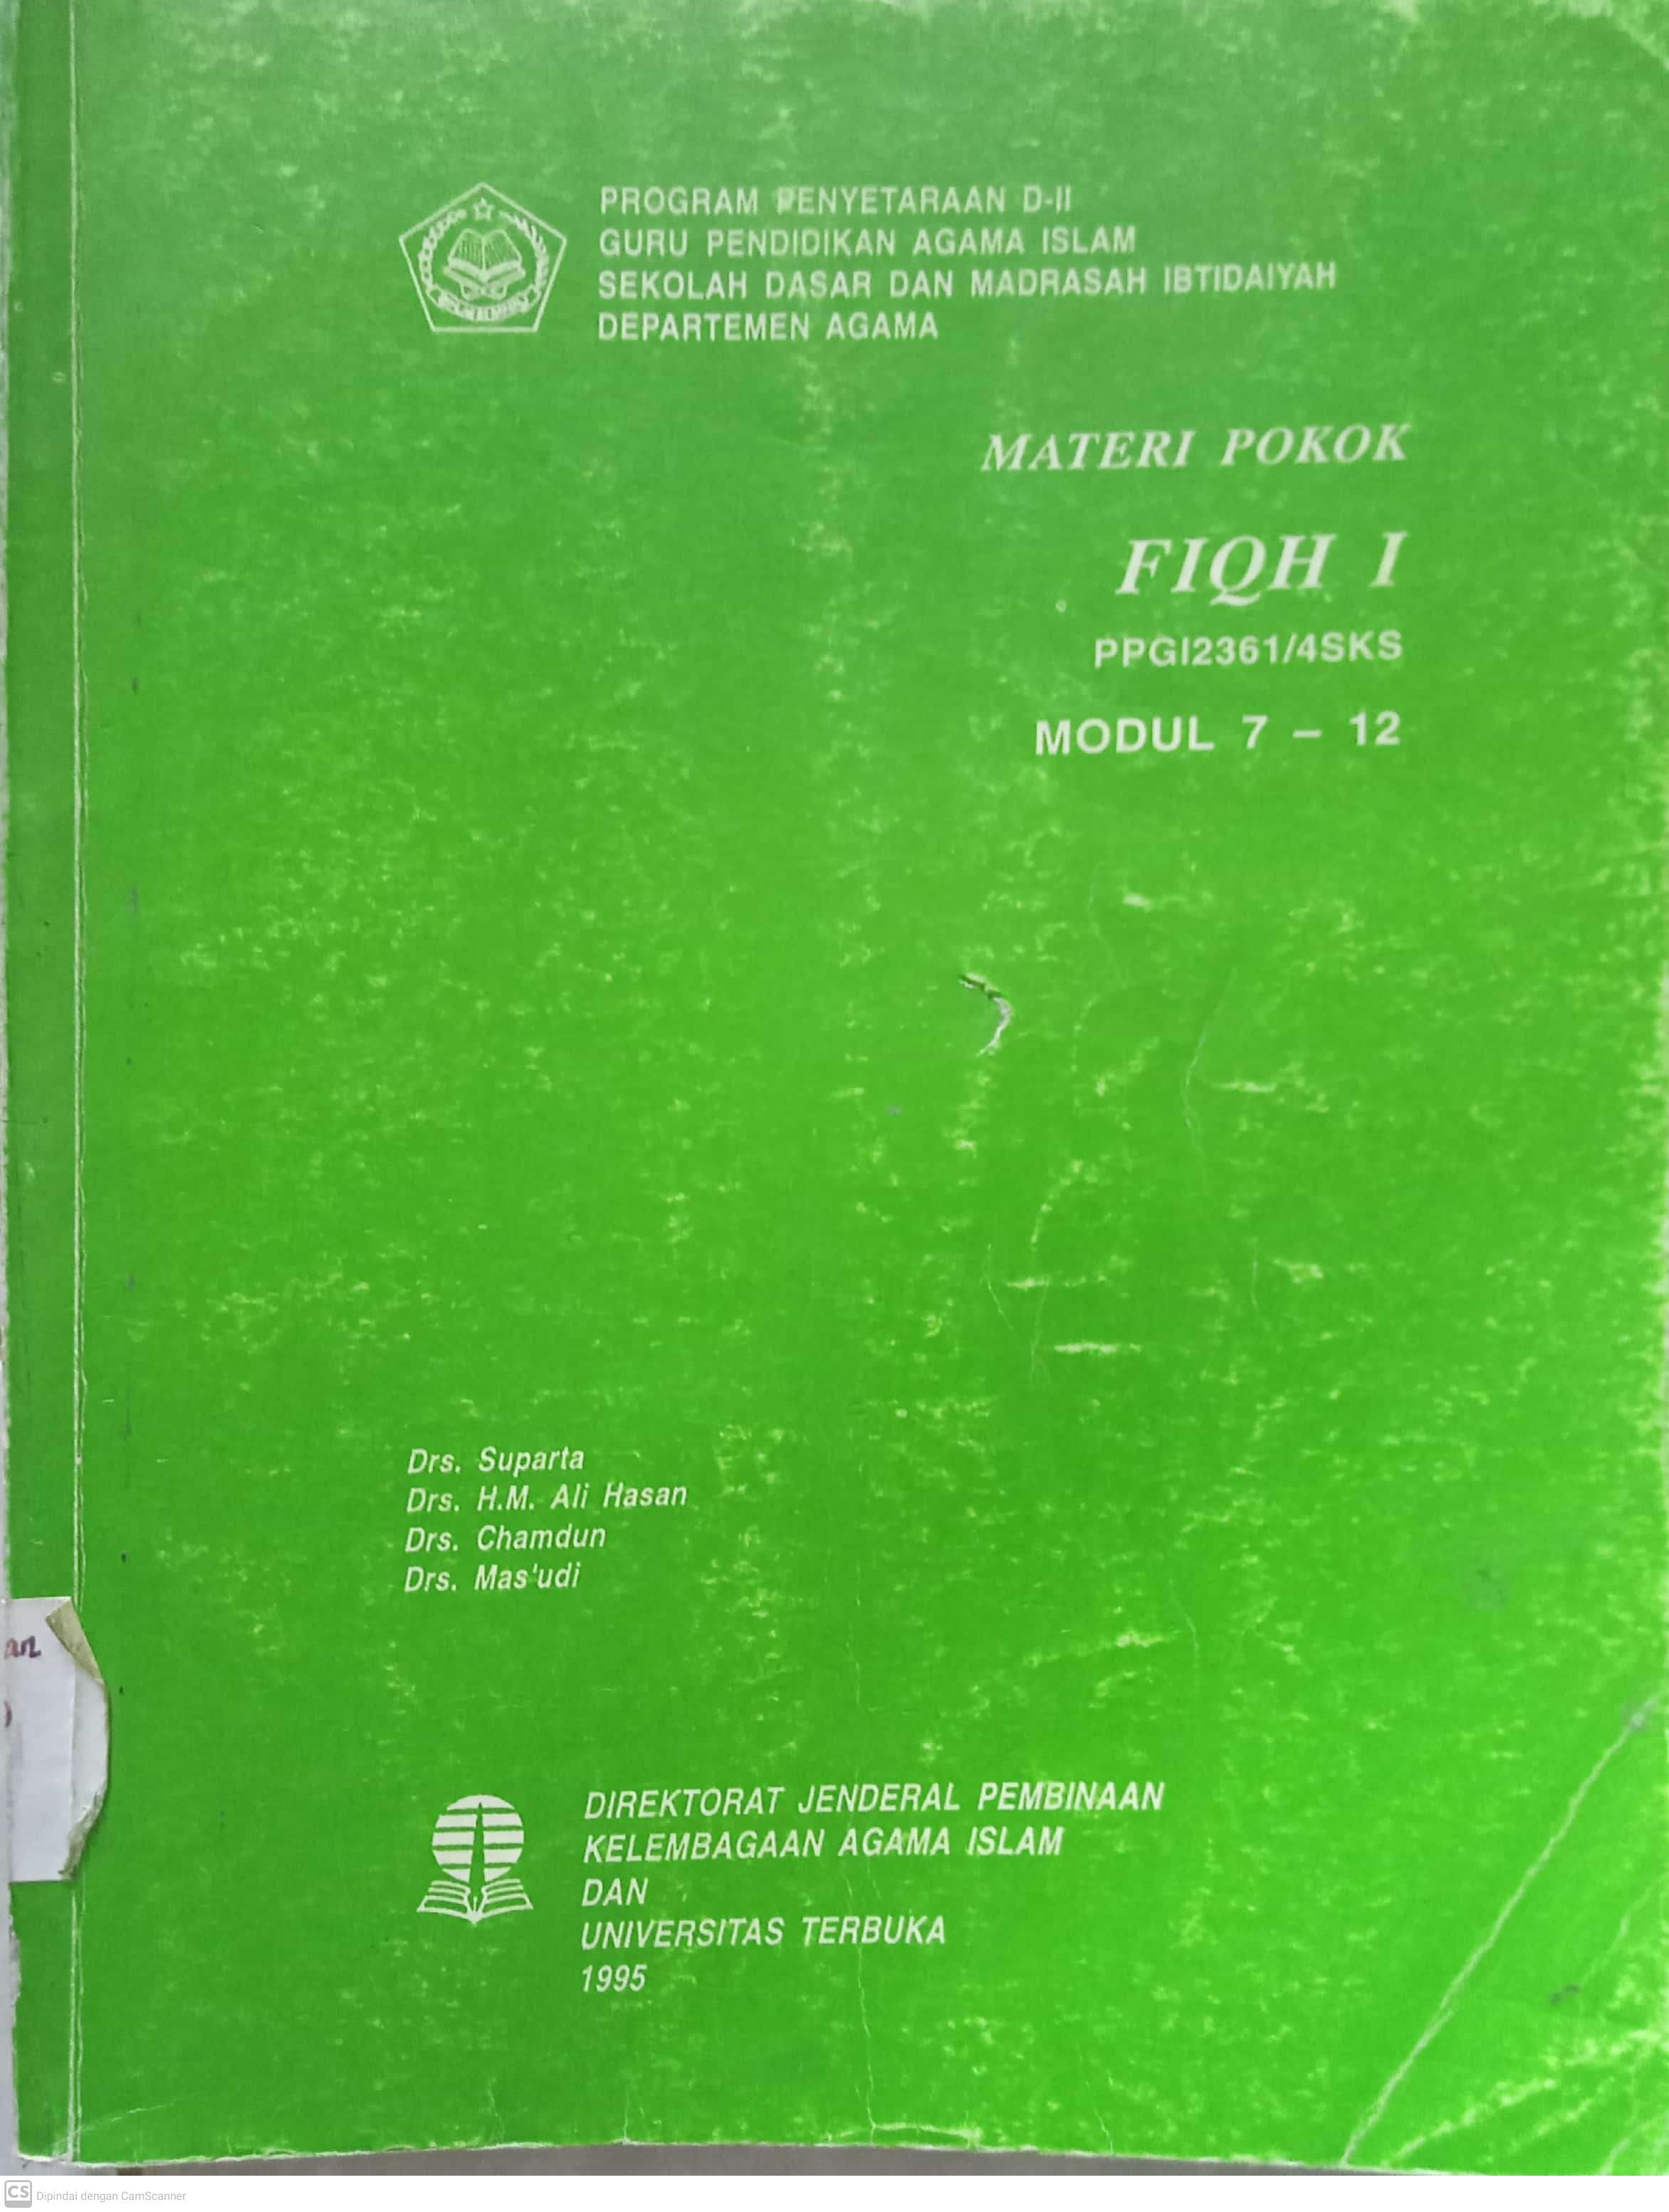 PROGRAM PENYETARAAN D-II
GURU PENDIDIKAN AGAMA ISLAM
SEKOLAH DASAR DAN MADRASAH IBTIDAIYAH
DEPARTEMEN AGAMA
MATERI POKOK
FIQH I
PPGI2361/4SKS
MODUL 7 – 12
Drs. Suparta
Drs. H.M. Ali Hasan
Drs. Chamdun
Drs. Mas'udi
an
DIREKTORAT JENDERAL PEMBINAAN
KELEMBAGAAN AGAMA ISLAM
DAN
UNIVERSITAS TERBUKA
1995
CS Dipindai dengan CamScanner